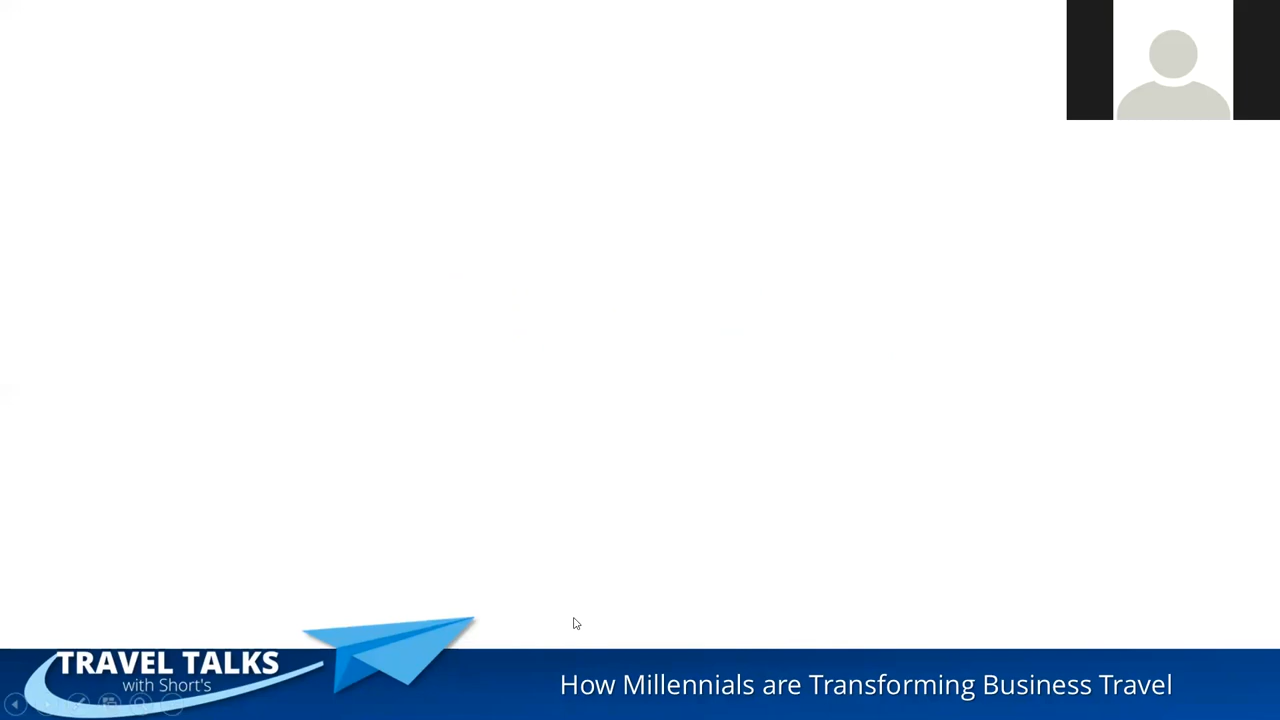 TRAVEL TALKS
with Short's
How Millennials are Transforming Business Travel